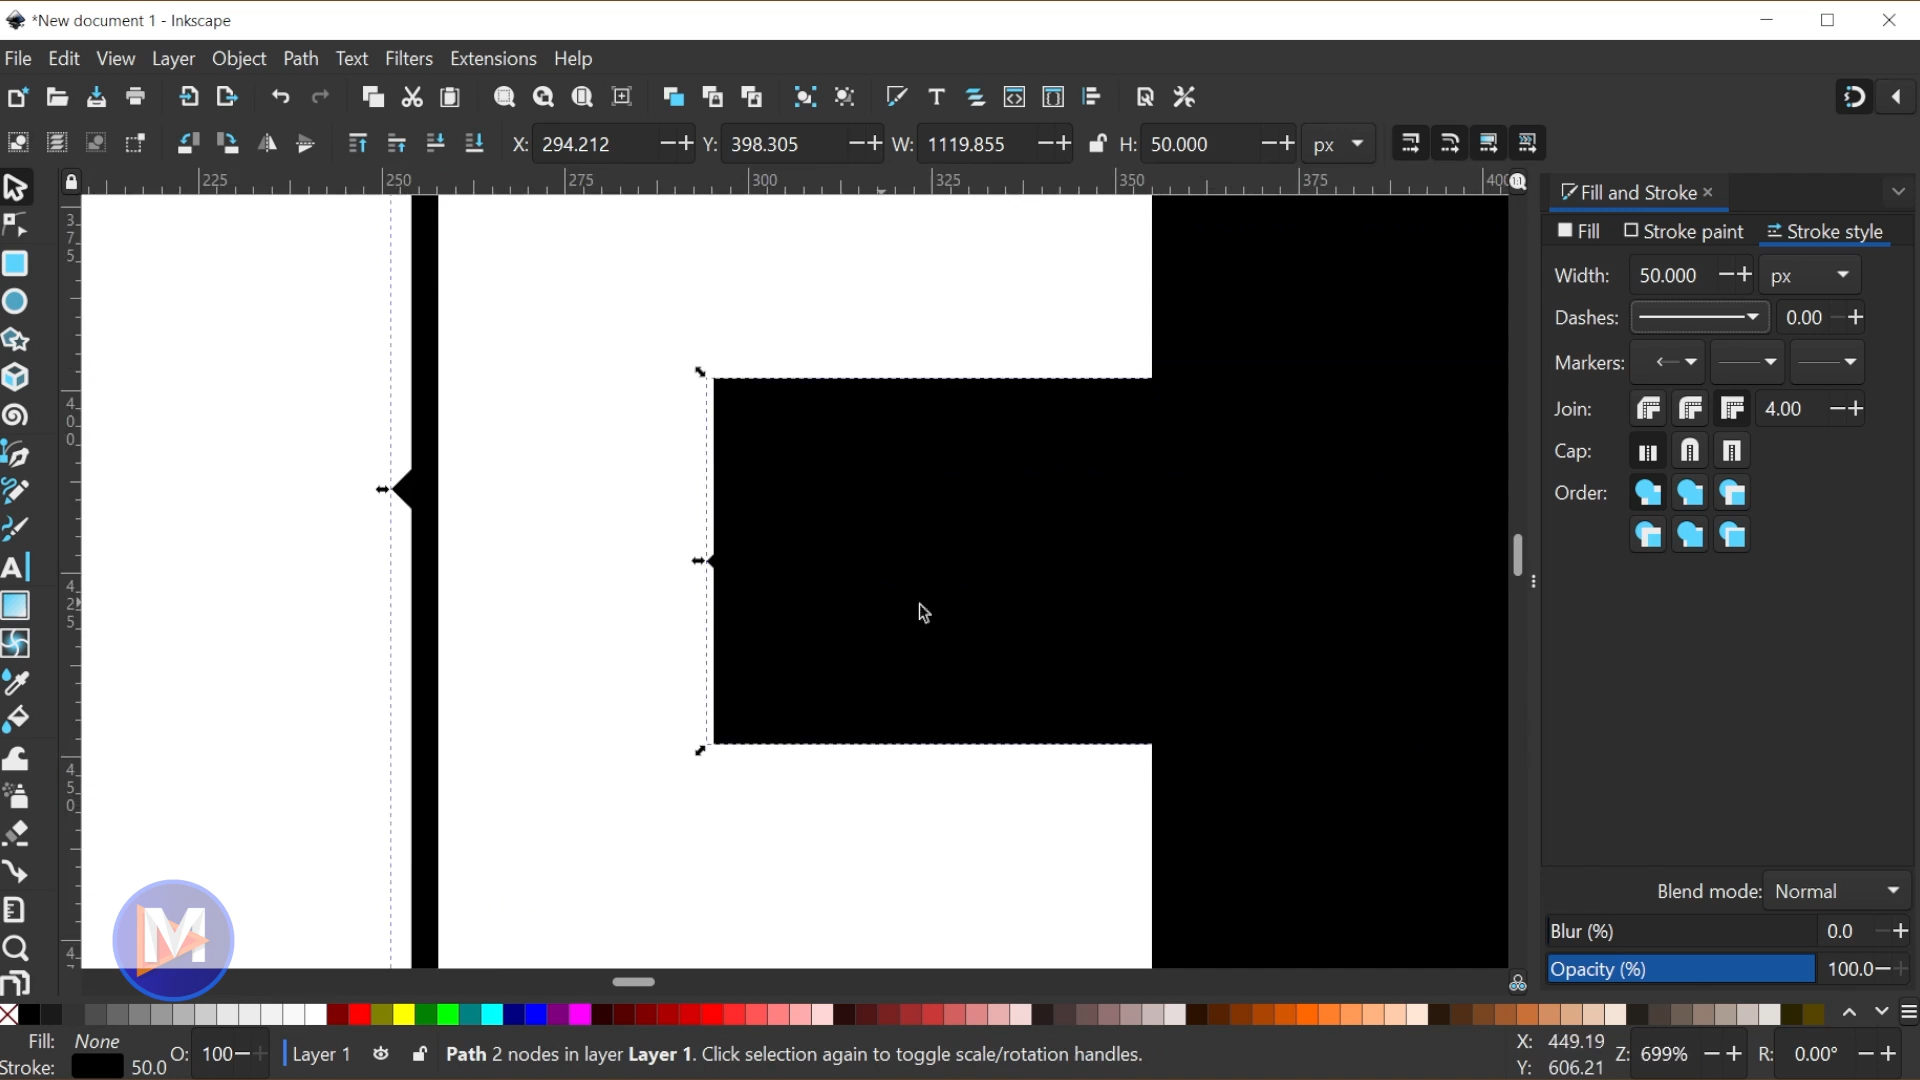 *New document 1 - Inkscape
File Edit View Layer Object Path Text Filters Extensions Help
X: 294.212 Y: 398.305 W: 1119.855 H: 50.000 px
225 250 275 300 325 350 375 400
Fill and Stroke
Fill Stroke paint Stroke style
375
Width: 50.000 px
Dashes: 0.00
Markers:
Join: 4.00
400
Cap:
Order:
425
450
Blend mode: Normal
Blur (%) 0.0
Opacity (%) 100.0
M
Fill: None
Stroke: 50.0 O: 100 Layer 1 Path 2 nodes in layer Layer 1. Click selection again to toggle scale/rotation handles.
X: 449.19 Z: 699% R: 0.00°
Y: 606.21